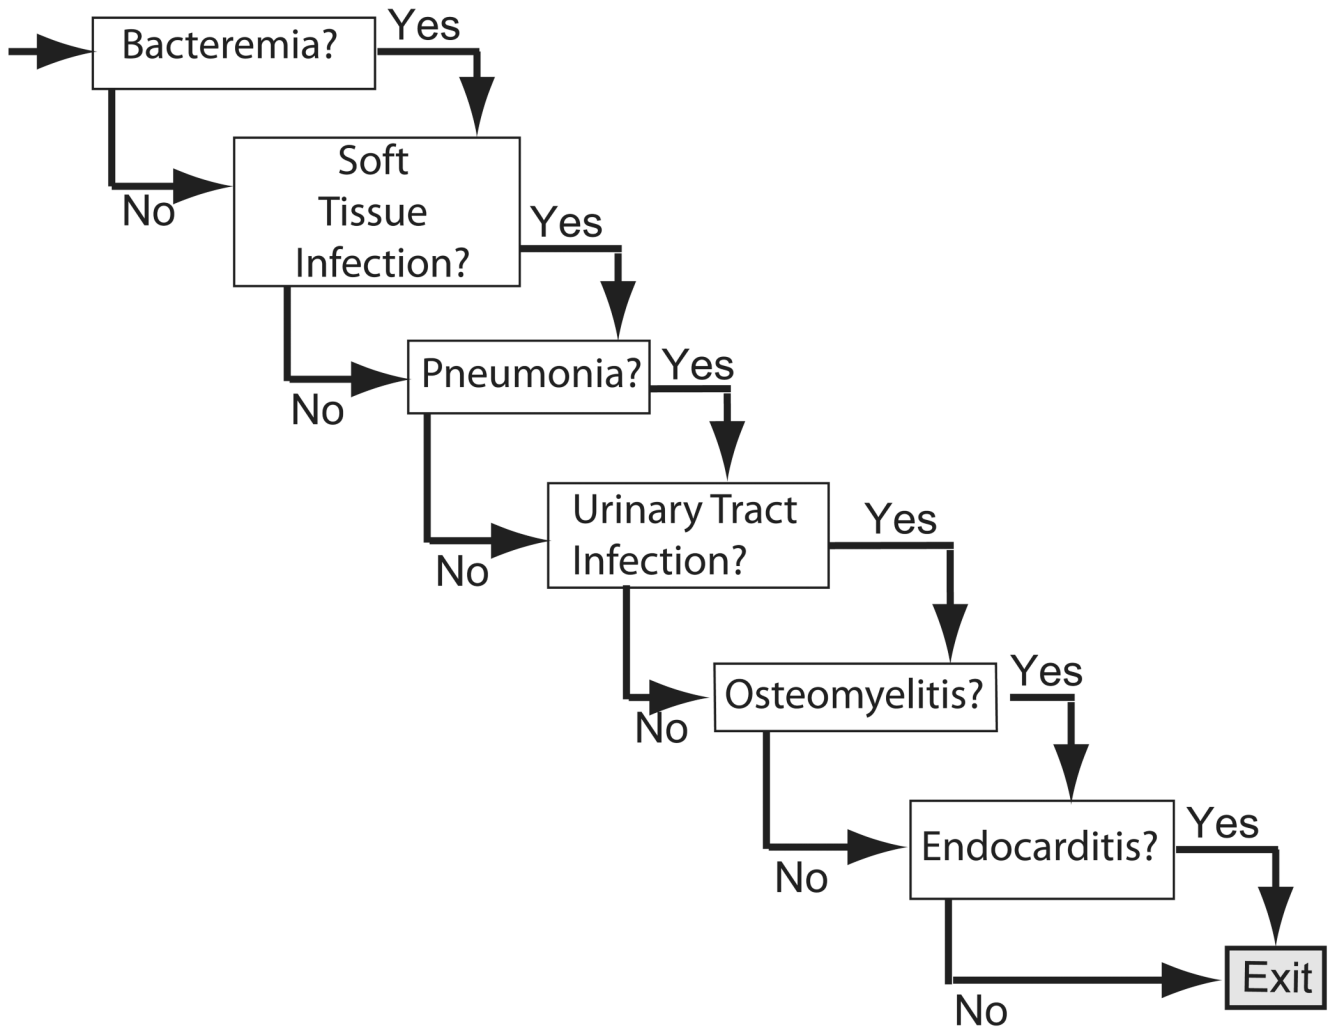 Bacteremia?
Yes
No
Soft
Tissue
Infection?
Yes
No
Pneumonia?
Yes
No
Urinary Tract
Infection?
Yes
No
Osteomyelitis?
Yes
No
Endocarditis?
Yes
No
Exit